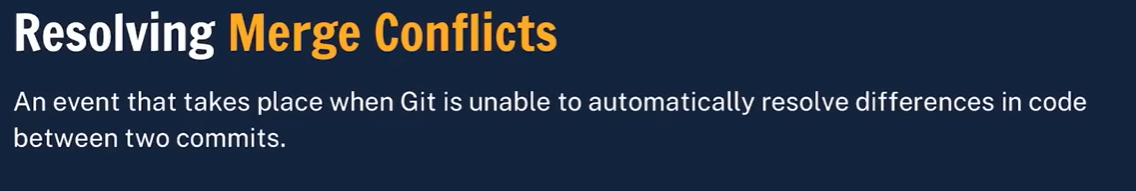 Resolving Merge Conflicts
An event that takes place when Git is unable to automatically resolve differences in code
between two commits.